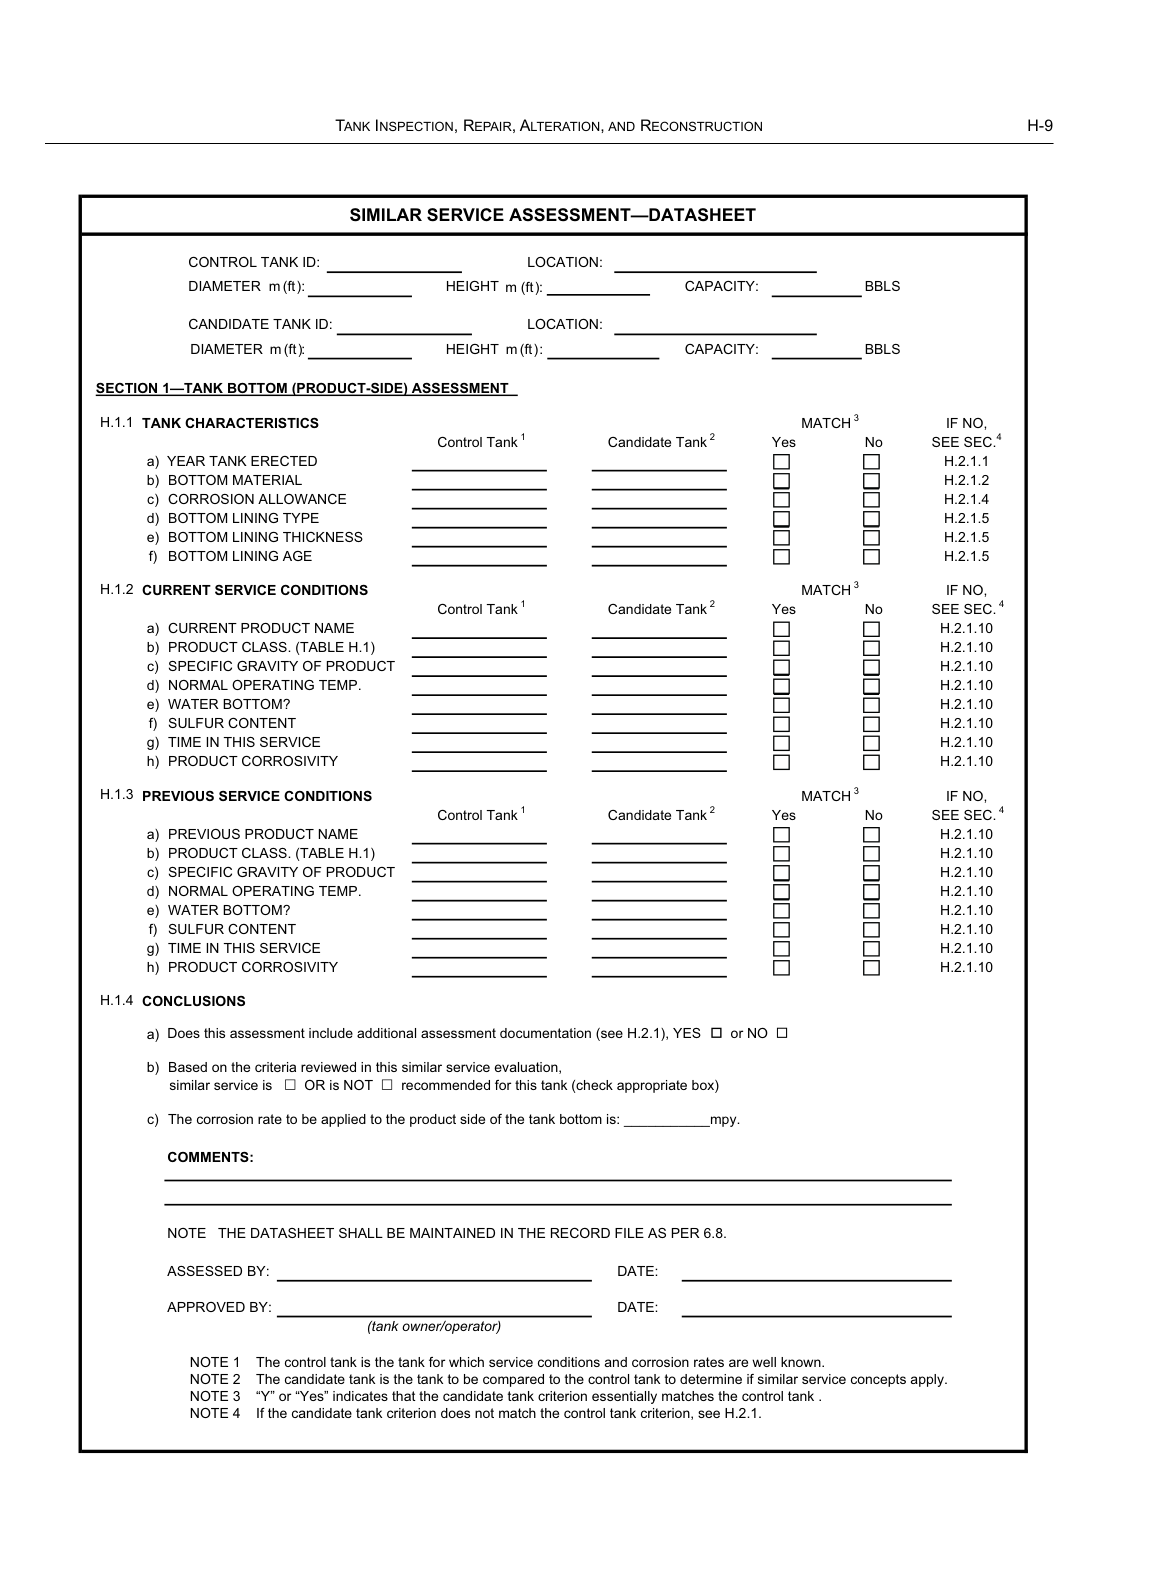 TANK INSPECTION, REPAIR, ALTERATION, AND RECONSTRUCTION H-9
SIMILAR SERVICE ASSESSMENT—DATASHEET
CONTROL TANK ID: LOCATION:
DIAMETER m (ft): HEIGHT m (ft): CAPACITY: BBLS
CANDIDATE TANK ID: LOCATION:
DIAMETER m (ft): HEIGHT m (ft): CAPACITY: BBLS
SECTION 1—TANK BOTTOM (PRODUCT-SIDE) ASSESSMENT
H.1.1 TANK CHARACTERISTICS MATCH 3 IF NO,
Control Tank 1 Candidate Tank 2 Yes No SEE SEC.4
a) YEAR TANK ERECTED H.2.1.1
b) BOTTOM MATERIAL H.2.1.2
c) CORROSION ALLOWANCE H.2.1.4
d) BOTTOM LINING TYPE H.2.1.5
e) BOTTOM LINING THICKNESS H.2.1.5
f) BOTTOM LINING AGE H.2.1.5
H.1.2 CURRENT SERVICE CONDITIONS MATCH 3 IF NO,
Control Tank 1 Candidate Tank 2 Yes No SEE SEC. 4
a) CURRENT PRODUCT NAME H.2.1.10
b) PRODUCT CLASS. (TABLE H.1) H.2.1.10
c) SPECIFIC GRAVITY OF PRODUCT H.2.1.10
d) NORMAL OPERATING TEMP. H.2.1.10
e) WATER BOTTOM? H.2.1.10
f) SULFUR CONTENT H.2.1.10
g) TIME IN THIS SERVICE H.2.1.10
h) PRODUCT CORROSIVITY H.2.1.10
H.1.3 PREVIOUS SERVICE CONDITIONS MATCH 3 IF NO,
Control Tank 1 Candidate Tank 2 Yes No SEE SEC. 4
a) PREVIOUS PRODUCT NAME H.2.1.10
b) PRODUCT CLASS. (TABLE H.1) H.2.1.10
c) SPECIFIC GRAVITY OF PRODUCT H.2.1.10
d) NORMAL OPERATING TEMP. H.2.1.10
e) WATER BOTTOM? H.2.1.10
f) SULFUR CONTENT H.2.1.10
g) TIME IN THIS SERVICE H.2.1.10
h) PRODUCT CORROSIVITY H.2.1.10
H.1.4 CONCLUSIONS
a) Does this assessment include additional assessment documentation (see H.2.1), YES ☐ or NO ☐
b) Based on the criteria reviewed in this similar service evaluation,
similar service is ☐ OR is NOT ☐ recommended for this tank (check appropriate box)
c) The corrosion rate to be applied to the product side of the tank bottom is: ___________mpy.
COMMENTS:
NOTE THE DATASHEET SHALL BE MAINTAINED IN THE RECORD FILE AS PER 6.8.
ASSESSED BY: DATE:
APPROVED BY: DATE:
(tank owner/operator)
NOTE 1 The control tank is the tank for which service conditions and corrosion rates are well known.
NOTE 2 The candidate tank is the tank to be compared to the control tank to determine if similar service concepts apply.
NOTE 3 “Y” or “Yes” indicates that the candidate tank criterion essentially matches the control tank .
NOTE 4 If the candidate tank criterion does not match the control tank criterion, see H.2.1.